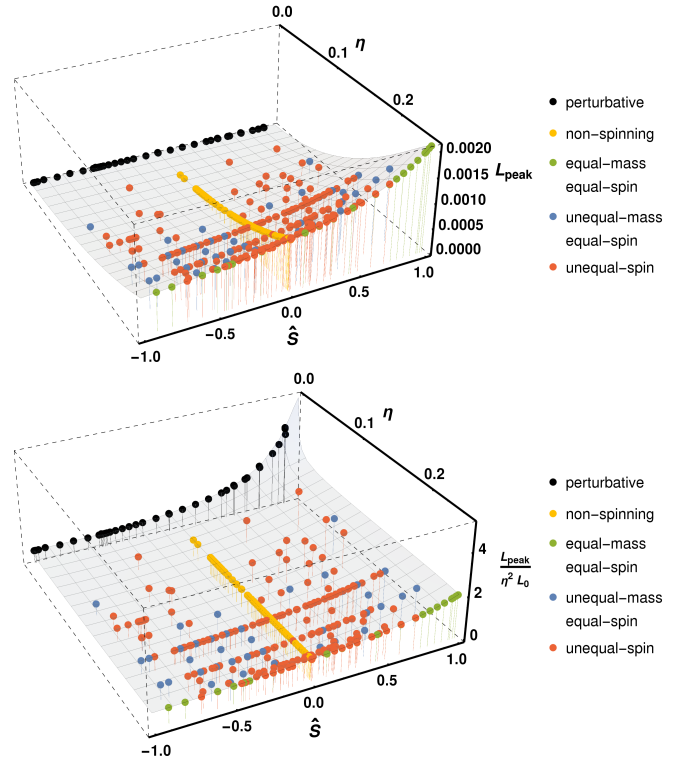 0.0
0.1
η
0.2
0.0020
0.0015
L_peak
0.0010
0.0005
0.0000
1.0
0.5
0.0
−0.5
Ŝ
−1.0
perturbative
non-spinning
equal-mass
equal-spin
unequal-mass
equal-spin
unequal-spin
0.0
0.1
η
0.2
4
L_peak
η² L₀
2
0
1.0
0.5
0.0
−0.5
Ŝ
−1.0
perturbative
non-spinning
equal-mass
equal-spin
unequal-mass
equal-spin
unequal-spin